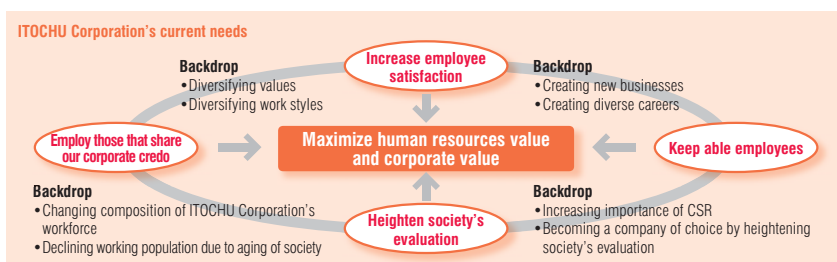 ITOCHU Corporation's current needs
Increase employee
satisfaction
Backdrop
•Diversifying values
•Diversifying work styles
Backdrop
•Creating new businesses
•Creating diverse careers
Employ those that share
our corporate credo
Maximize human resources value
and corporate value
Keep able employees
Backdrop
•Changing composition of ITOCHU Corporation's
workforce
•Declining working population due to aging of society
Heighten society's
evaluation
Backdrop
•Increasing importance of CSR
•Becoming a company of choice by heightening
society's evaluation